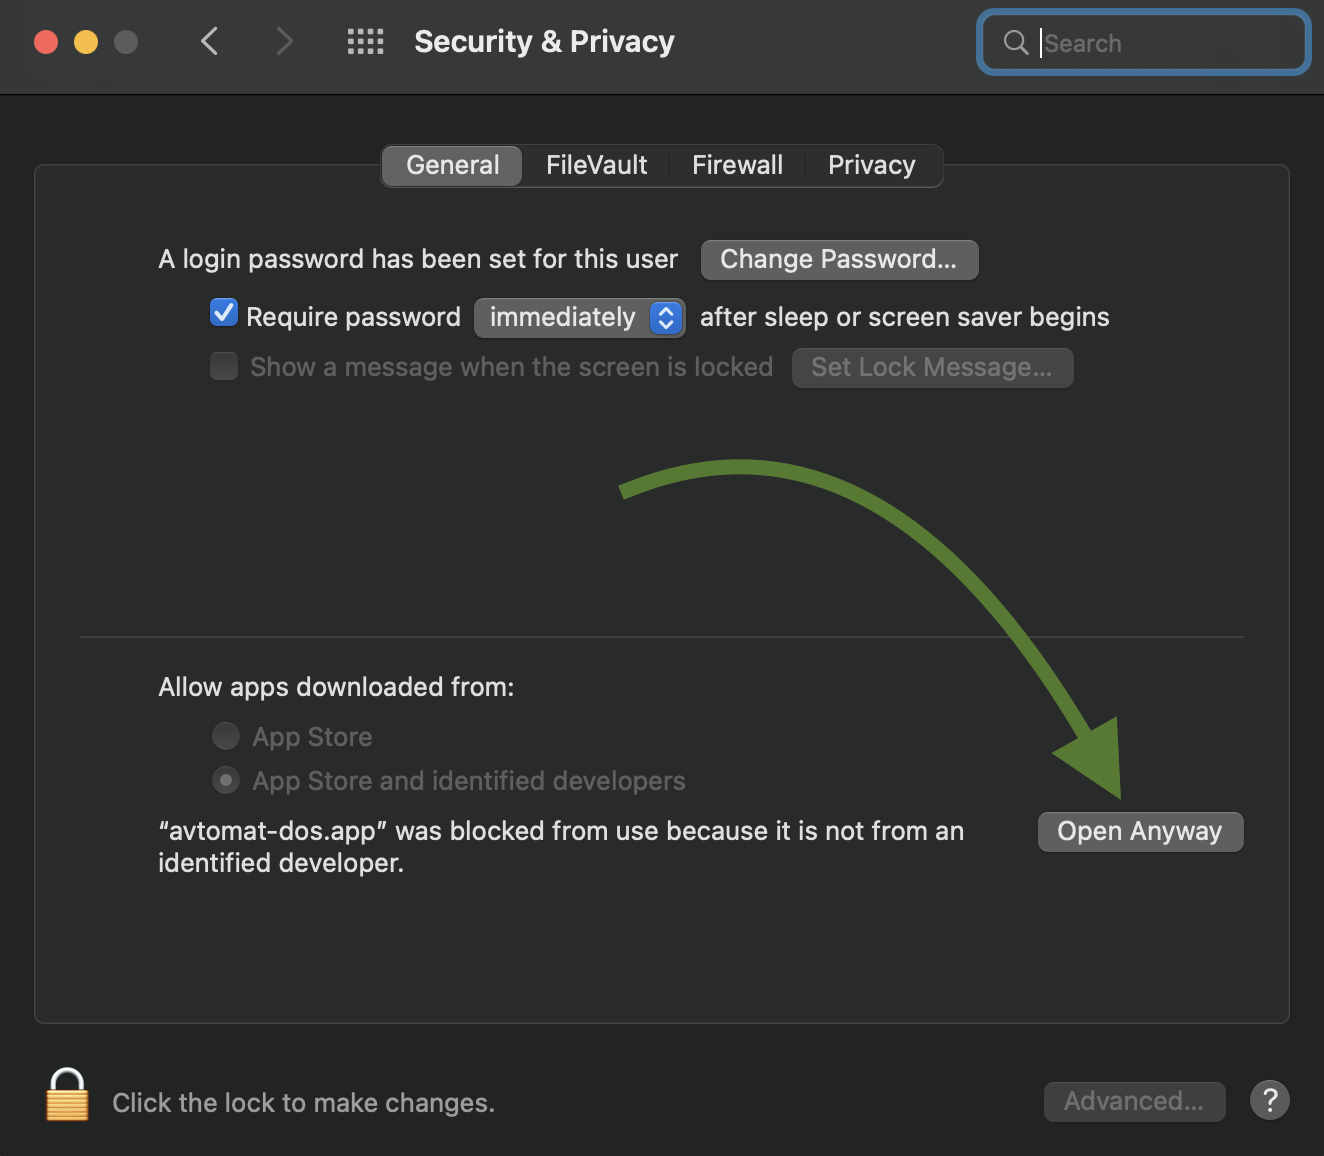 Security & Privacy
Search
General FileVault Firewall Privacy
A login password has been set for this user Change Password...
Require password immediately after sleep or screen saver begins
Show a message when the screen is locked Set Lock Message...
Allow apps downloaded from:
App Store
App Store and identified developers
“avtomat-dos.app” was blocked from use because it is not from an
identified developer.
Open Anyway
Click the lock to make changes.
Advanced...
?